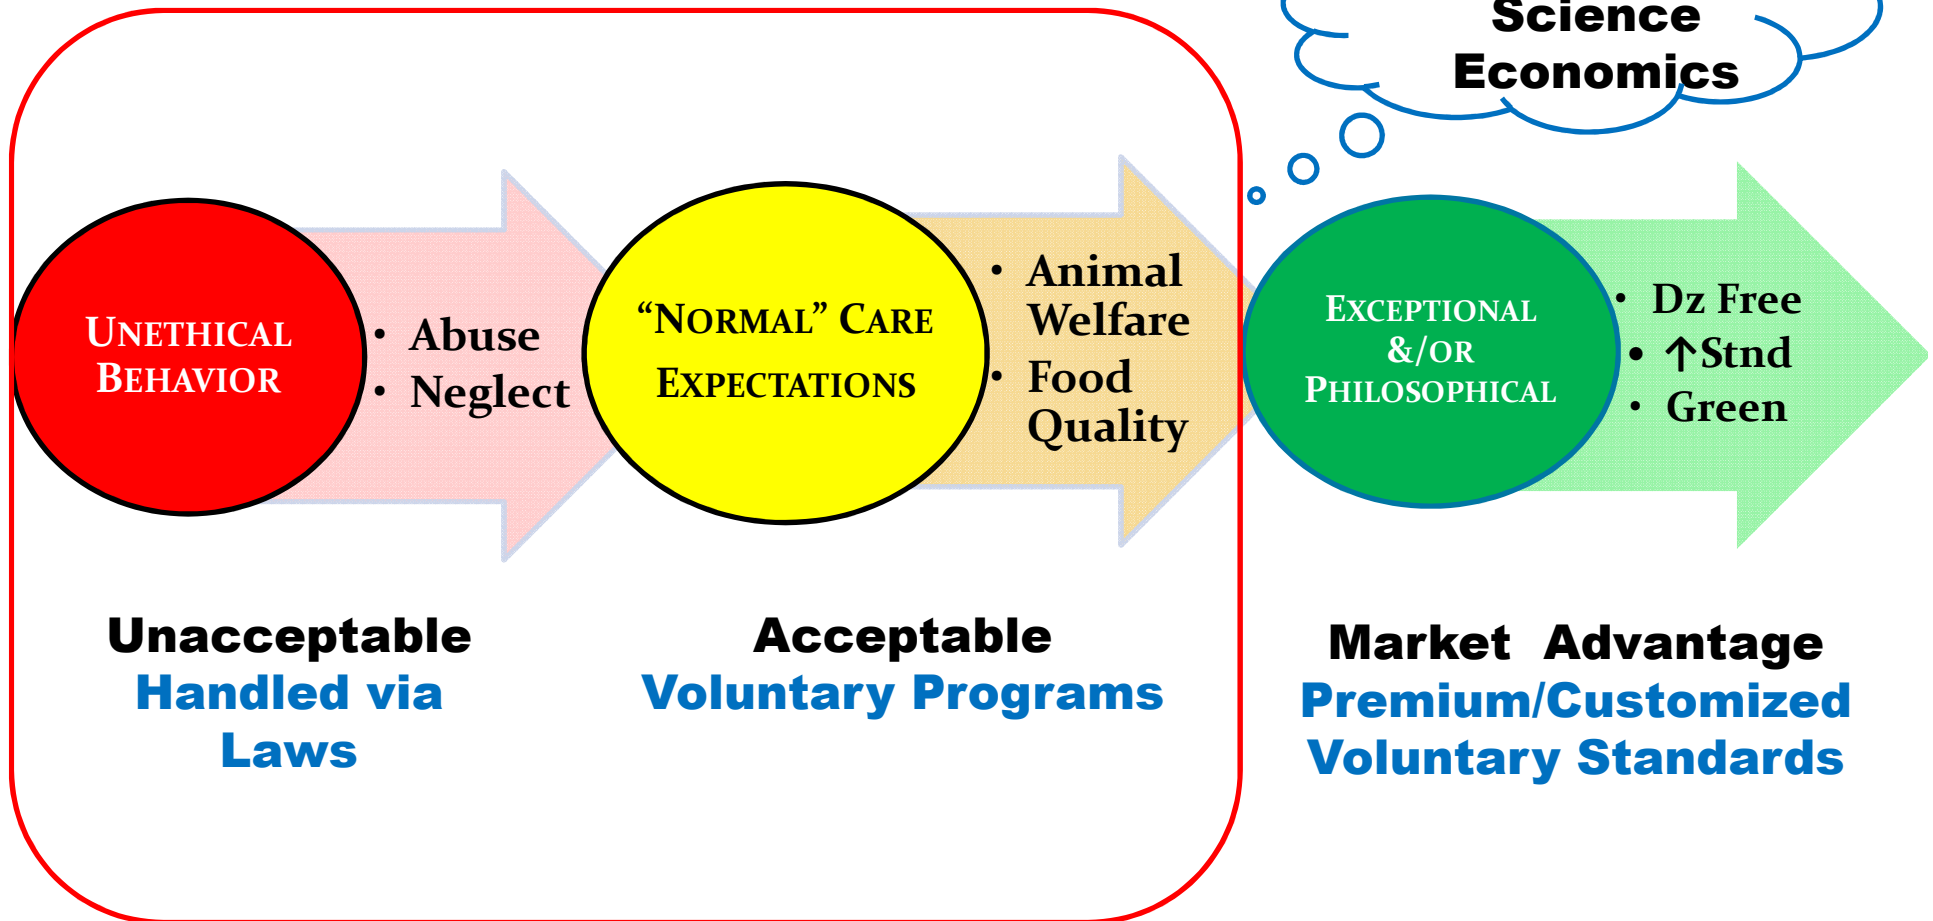 Science
Economics
UNETHICAL
BEHAVIOR
• Abuse
• Neglect
“NORMAL” CARE
EXPECTATIONS
• Animal
Welfare
• Food
Quality
EXCEPTIONAL
&/OR
PHILOSOPHICAL
• Dz Free
• ↑Stnd
• Green
Unacceptable
Handled via
Laws
Acceptable
Voluntary Programs
Market Advantage
Premium/Customized
Voluntary Standards